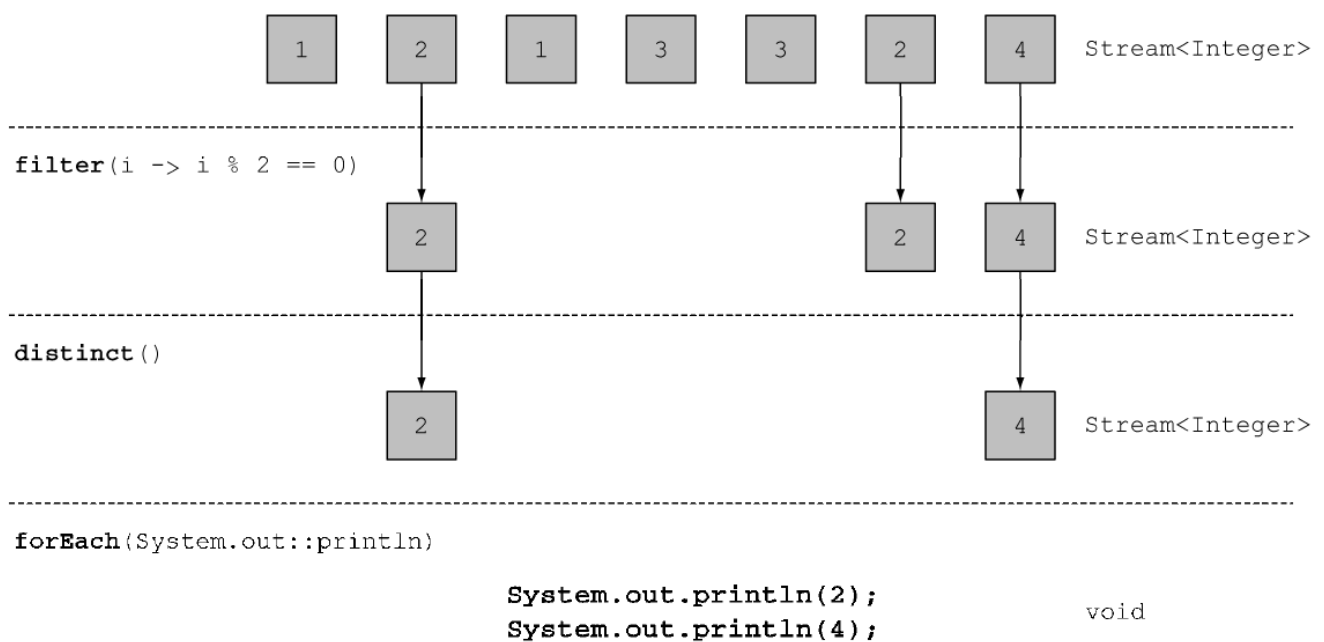 1 2 1 3 3 2 4 Stream<Integer>
filter(i -> i % 2 == 0)
2 2 4 Stream<Integer>
distinct()
2 4 Stream<Integer>
forEach(System.out::println)
System.out.println(2);
System.out.println(4);
void